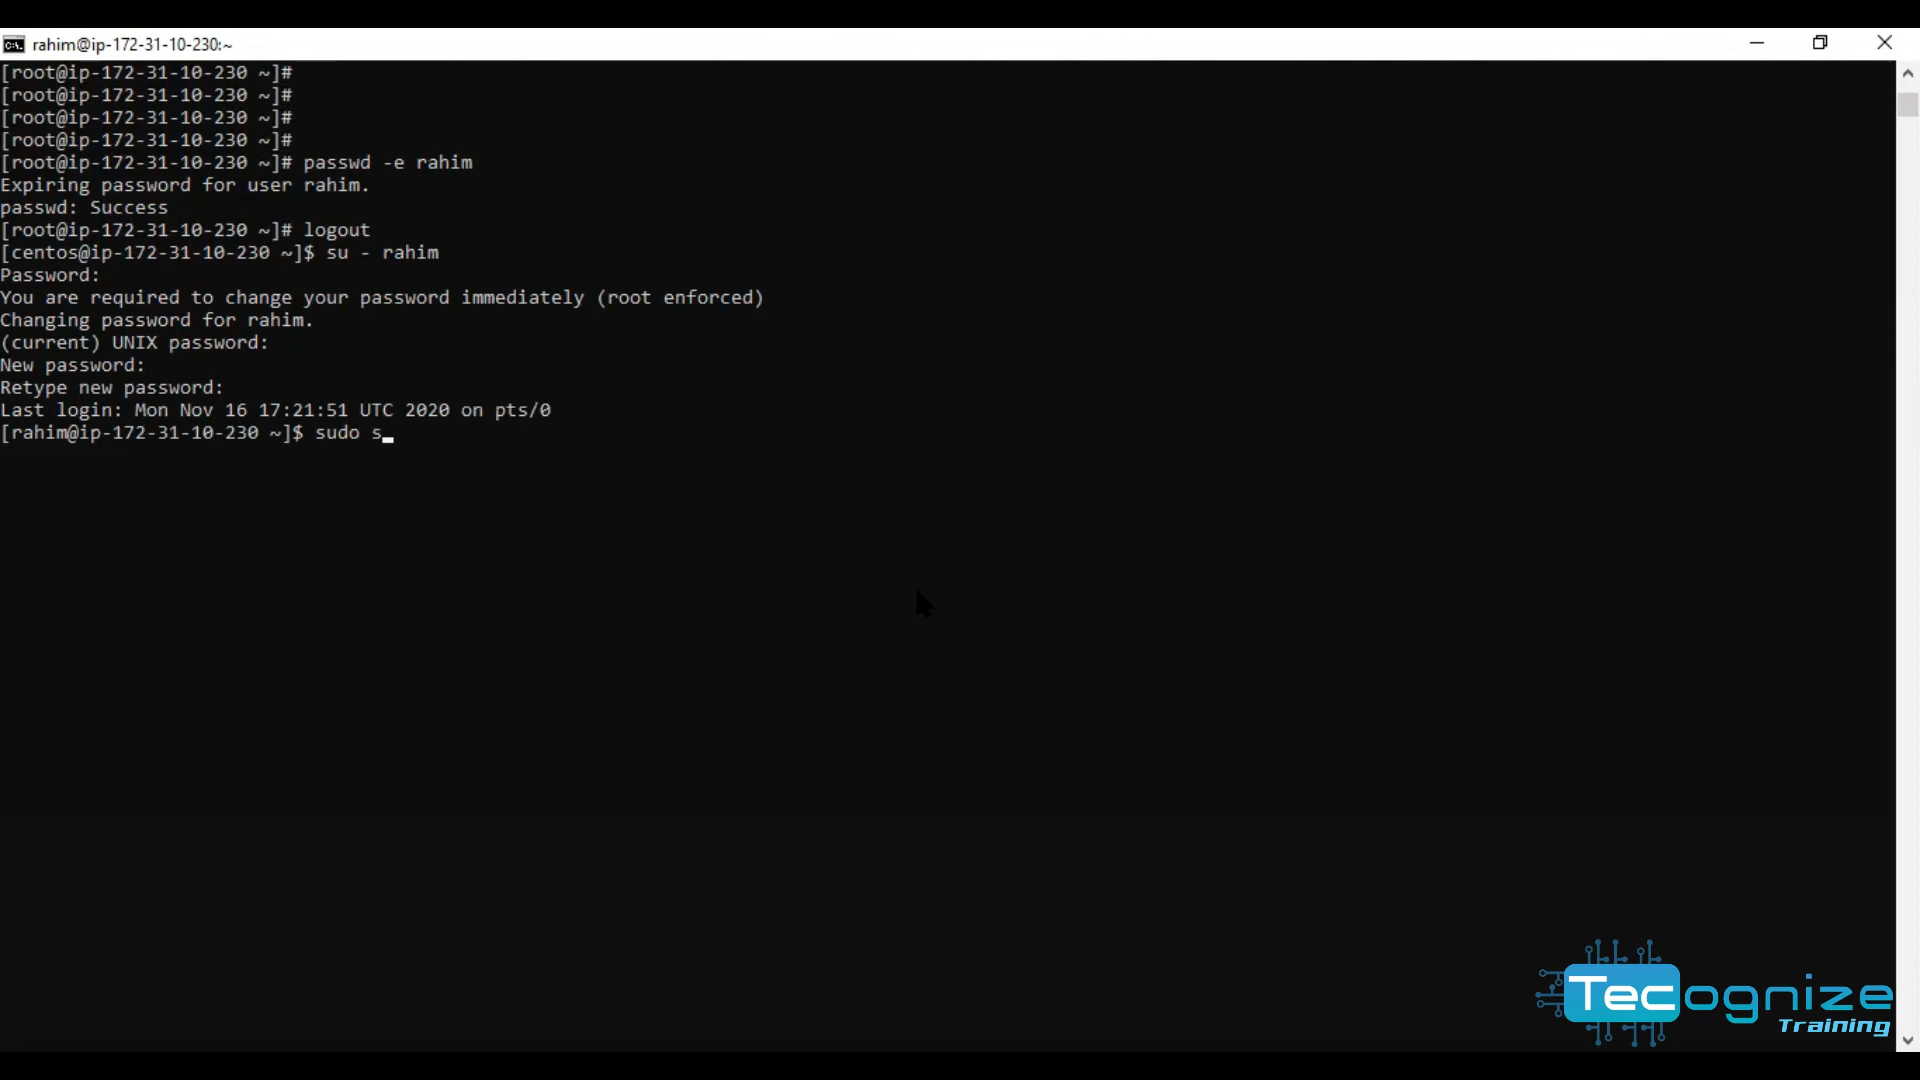 rahim@ip-172-31-10-230:~
[root@ip-172-31-10-230 ~]#
[root@ip-172-31-10-230 ~]#
[root@ip-172-31-10-230 ~]#
[root@ip-172-31-10-230 ~]#
[root@ip-172-31-10-230 ~]# passwd -e rahim
Expiring password for user rahim.
passwd: Success
[root@ip-172-31-10-230 ~]# logout
[centos@ip-172-31-10-230 ~]$ su - rahim
Password:
You are required to change your password immediately (root enforced)
Changing password for rahim.
(current) UNIX password:
New password:
Retype new password:
Last login: Mon Nov 16 17:21:51 UTC 2020 on pts/0
[rahim@ip-172-31-10-230 ~]$ sudo s
Tecognize
Training